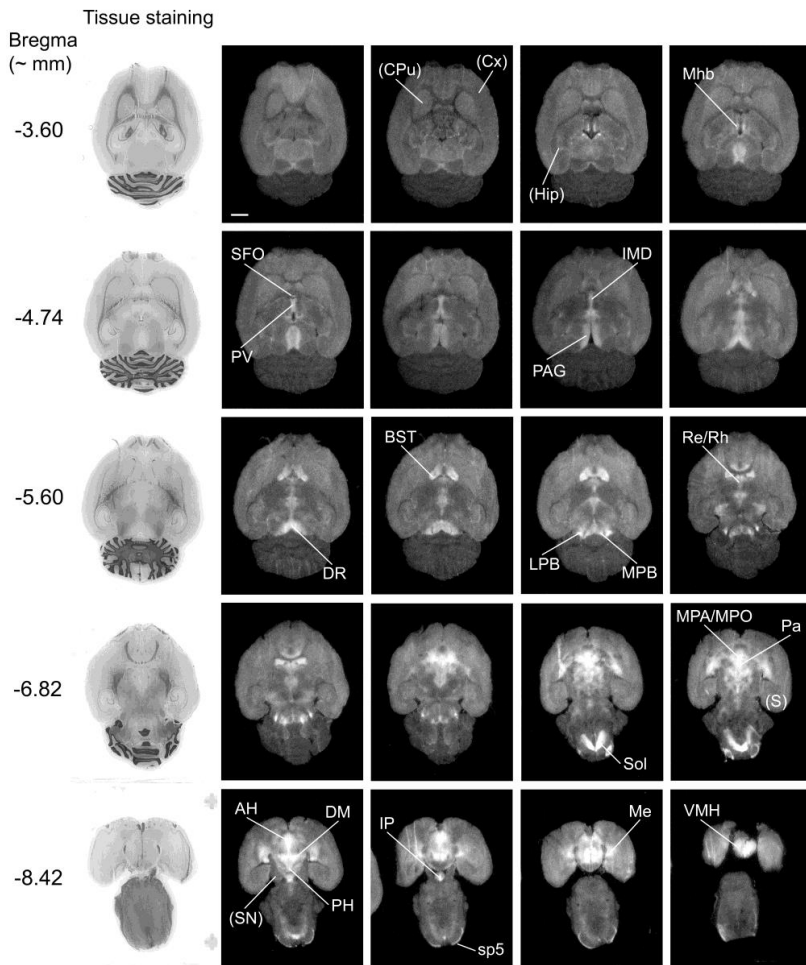 Tissue staining
Bregma
(~ mm)
-3.60
(CPu)
(Cx)
Mhb
(Hip)
-4.74
SFO
IMD
PV
PAG
-5.60
BST
Re/Rh
DR
LPB
MPB
-6.82
MPA/MPO
Pa
(S)
Sol
-8.42
AH
DM
IP
Me
VMH
(SN)
PH
sp5